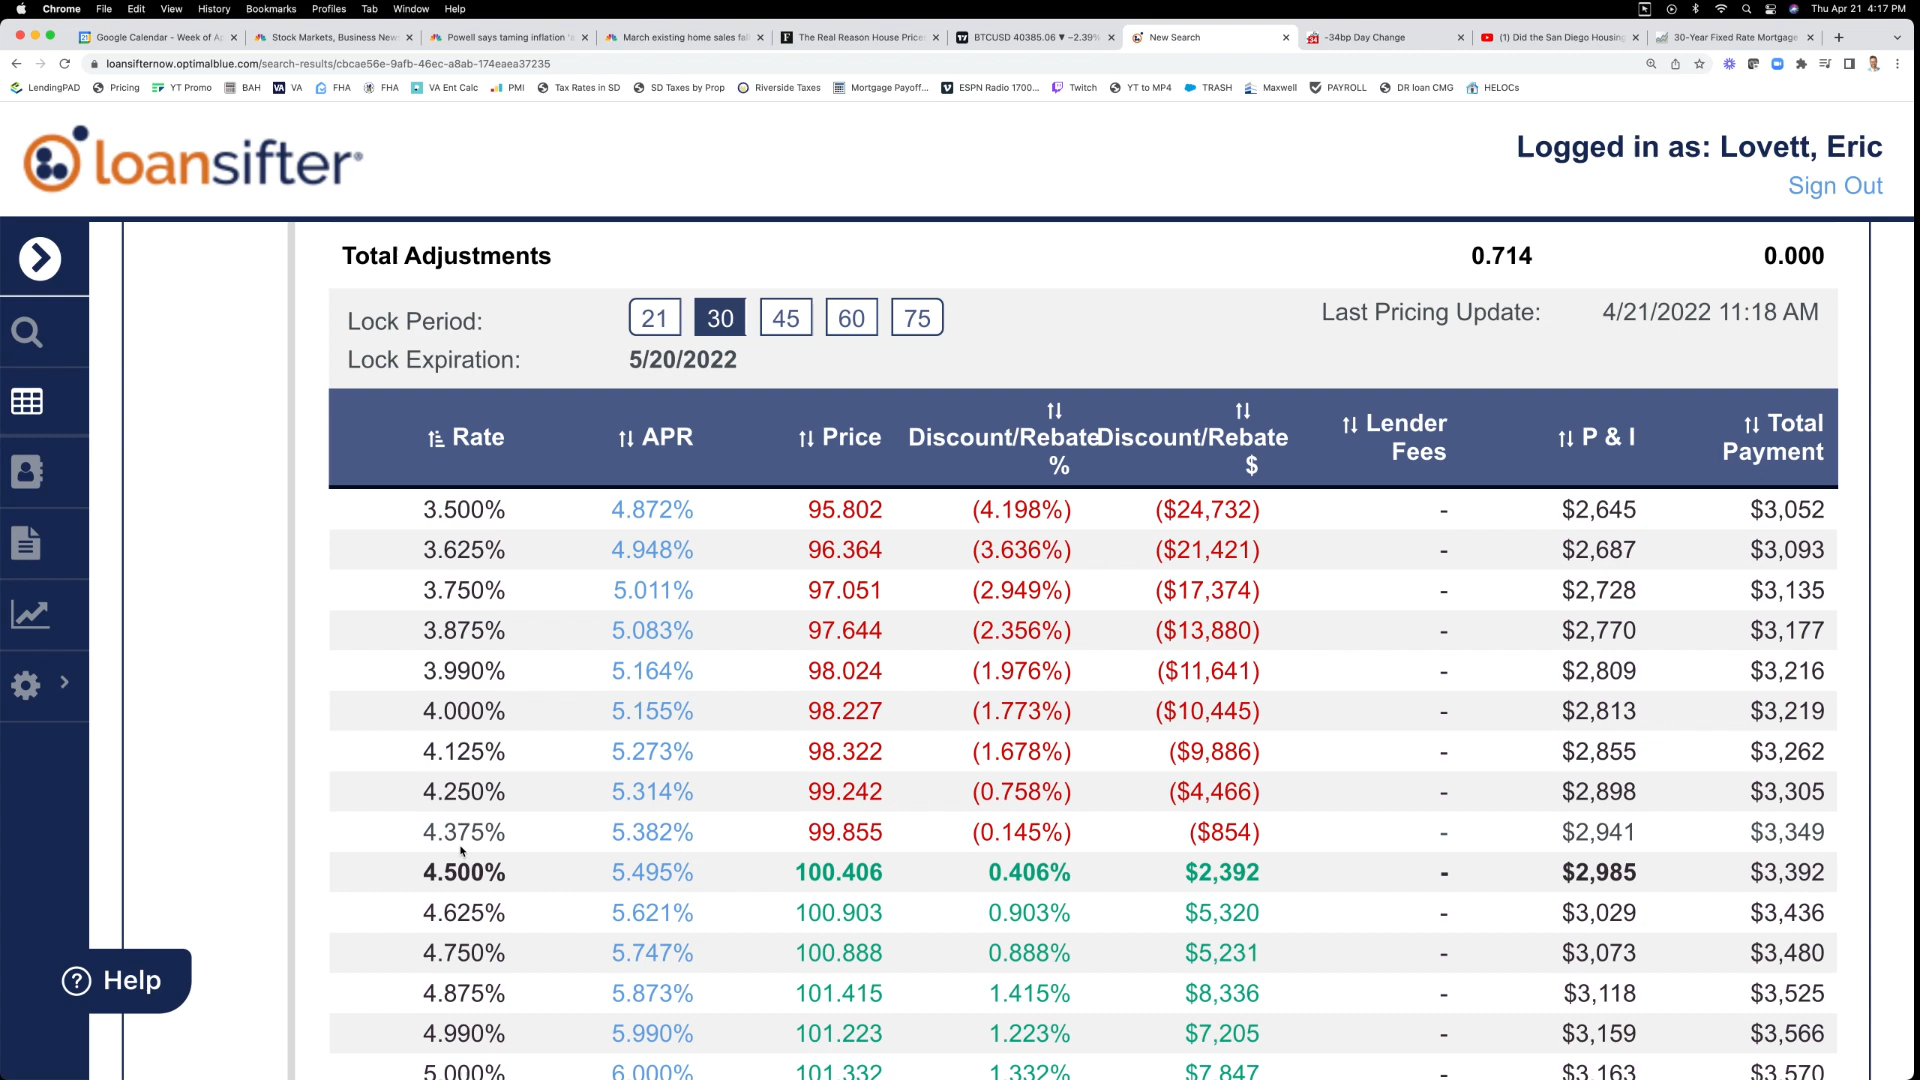 Chrome File Edit View History Bookmarks Profiles Tab Window Help Thu Apr 21 4:17 PM
Google Calendar - Week of Ap Stock Markets, Business New Powell says taming inflation 'a March existing home sales fal The Real Reason House Prices BTCUSD 40385.06 ▼ −2.39% New Search -34bp Day Change (1) Did the San Diego Housing 30-Year Fixed Rate Mortgage
loansifternow.optimalblue.com/search-results/cbcae56e-9afb-46ec-a8ab-174eaea37235
LendingPAD Pricing YT Promo BAH VA FHA FHA VA Ent Calc PMI Tax Rates in SD SD Taxes by Prop Riverside Taxes Mortgage Payoff... ESPN Radio 1700... Twitch YT to MP4 TRASH Maxwell PAYROLL DR loan CMG HELOCs
loansifter®
Logged in as: Lovett, Eric
Sign Out
Total Adjustments 0.714 0.000
Lock Period: 21 30 45 60 75 Last Pricing Update: 4/21/2022 11:18 AM
Lock Expiration: 5/20/2022
Rate APR Price Discount/Rebate % Discount/Rebate $ Lender Fees P & I Total Payment
3.500% 4.872% 95.802 (4.198%) ($24,732) - $2,645 $3,052
3.625% 4.948% 96.364 (3.636%) ($21,421) - $2,687 $3,093
3.750% 5.011% 97.051 (2.949%) ($17,374) - $2,728 $3,135
3.875% 5.083% 97.644 (2.356%) ($13,880) - $2,770 $3,177
3.990% 5.164% 98.024 (1.976%) ($11,641) - $2,809 $3,216
4.000% 5.155% 98.227 (1.773%) ($10,445) - $2,813 $3,219
4.125% 5.273% 98.322 (1.678%) ($9,886) - $2,855 $3,262
4.250% 5.314% 99.242 (0.758%) ($4,466) - $2,898 $3,305
4.375% 5.382% 99.855 (0.145%) ($854) - $2,941 $3,349
4.500% 5.495% 100.406 0.406% $2,392 - $2,985 $3,392
4.625% 5.621% 100.903 0.903% $5,320 - $3,029 $3,436
4.750% 5.747% 100.888 0.888% $5,231 - $3,073 $3,480
4.875% 5.873% 101.415 1.415% $8,336 - $3,118 $3,525
4.990% 5.990% 101.223 1.223% $7,205 - $3,159 $3,566
5.000% 6.000% 101.332 1.332% $7,847 - $3,163 $3,570
Help